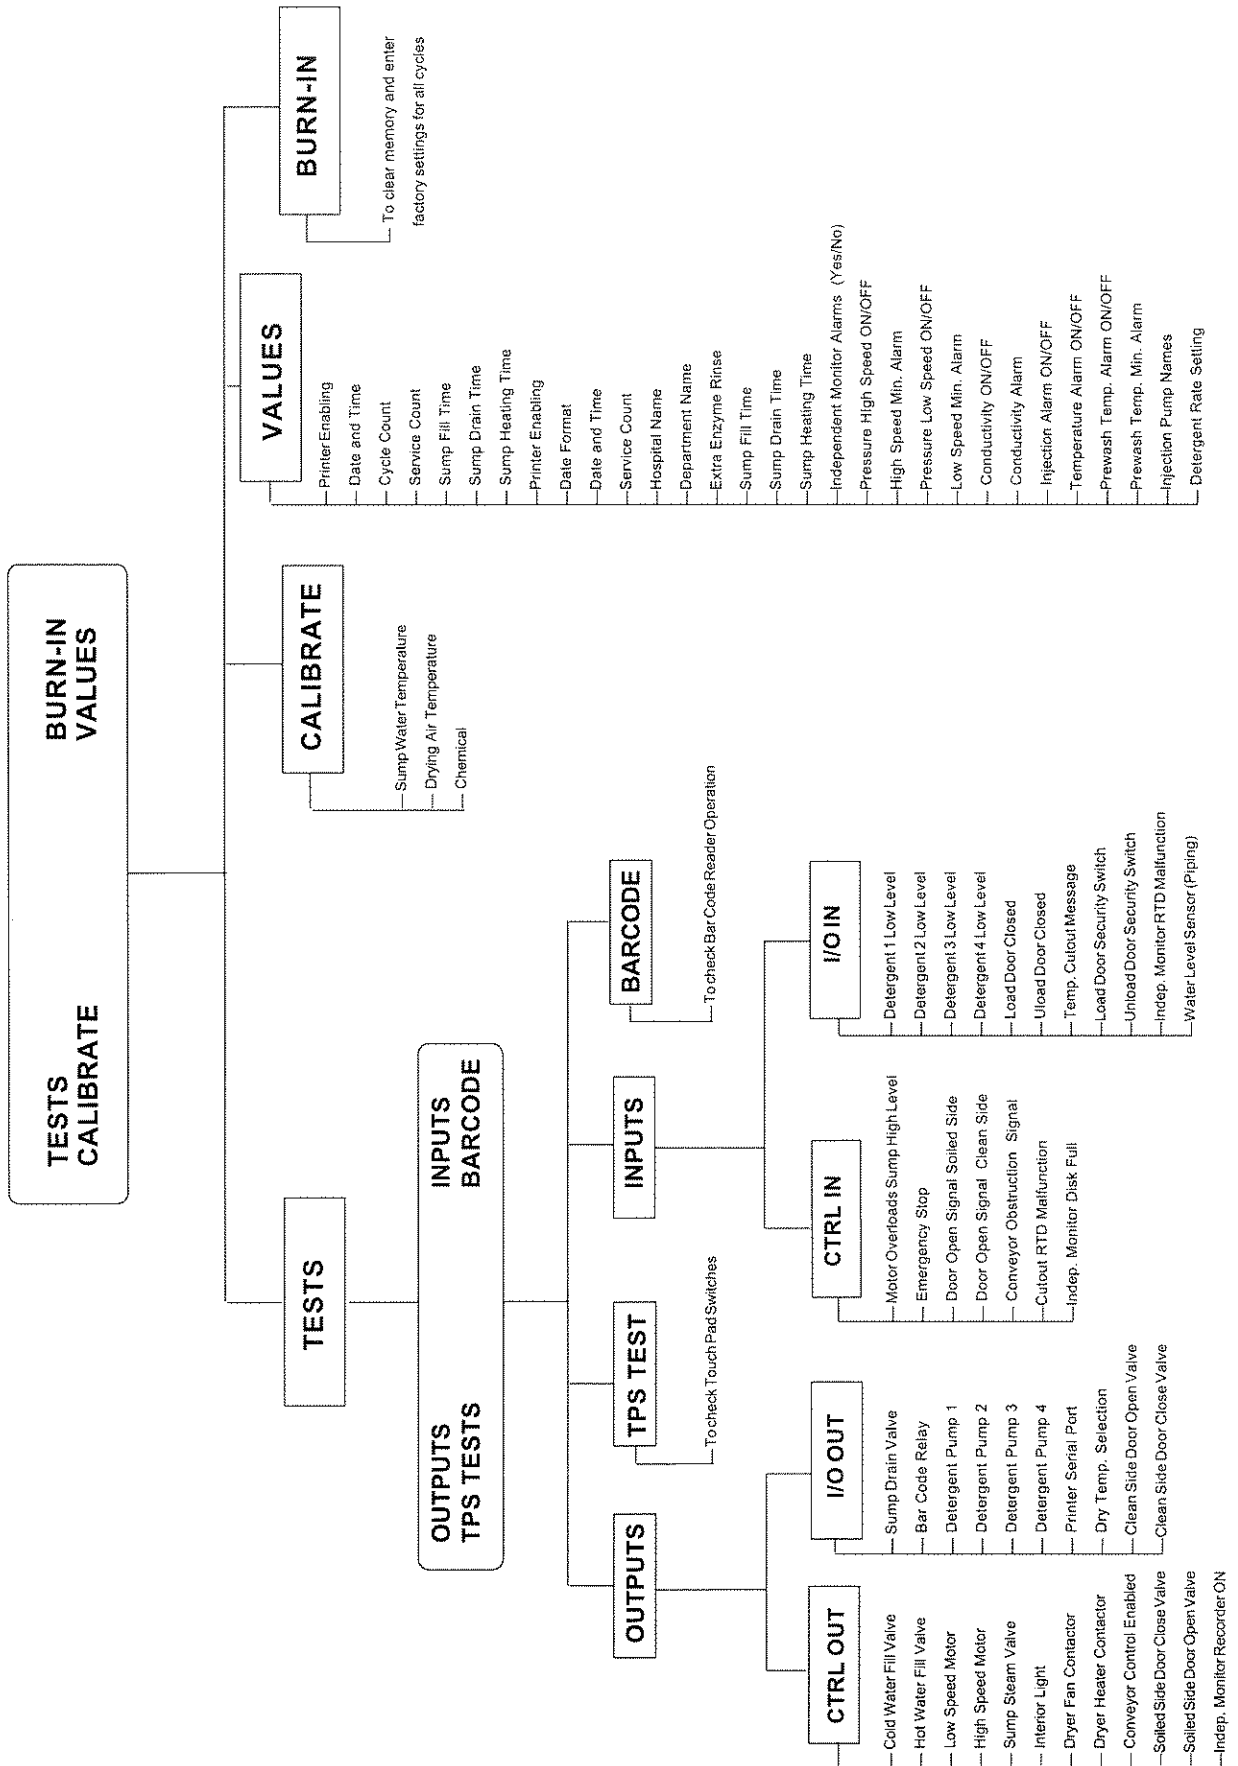 TESTS BURN-IN
CALIBRATE VALUES
TESTS
CALIBRATE
VALUES
BURN-IN
OUTPUTS INPUTS
TPS TESTS BARCODE
Sump Water Temperature
Drying Air Temperature
Chemical
Printer Enabling
Date and Time
Cycle Count
Service Count
Sump Fill Time
Sump Drain Time
Sump Heating Time
Printer Enabling
Date Format
Date and Time
Service Count
Hospital Name
Department Name
Extra Enzyme Rinse
Sump Fill Time
Sump Drain Time
Sump Heating Time
Independent Monitor Alarms (Yes/No)
Pressure High Speed ON/OFF
High Speed Min. Alarm
Pressure Low Speed ON/OFF
Low Speed Min. Alarm
Conductivity ON/OFF
Conductivity Alarm
Injection Alarm ON/OFF
Temperature Alarm ON/OFF
Prewash Temp. Alarm ON/OFF
Prewash Temp. Min. Alarm
Injection Pump Names
Detergent Rate Setting
To clear memory and enter
factory settings for all cycles
OUTPUTS
TPS TEST
INPUTS
BARCODE
To check Touch Pad Switches
To check Bar Code Reader Operation
CTRL OUT
Cold Water Fill Valve
Hot Water Fill Valve
Low Speed Motor
High Speed Motor
Sump Steam Valve
Interior Light
Dryer Fan Contactor
Dryer Heater Contactor
Conveyor Control Enabled
Soiled Side Door Close Valve
Soiled Side Door Open Valve
Indep. Monitor Recorder ON
I/O OUT
Sump Drain Valve
Bar Code Relay
Detergent Pump 1
Detergent Pump 2
Detergent Pump 3
Detergent Pump 4
Printer Serial Port
Dry Temp. Selection
Clean Side Door Open Valve
Clean Side Door Close Valve
CTRL IN
Motor Overloads Sump High Level
Emergency Stop
Door Open Signal Soiled Side
Door Open Signal Clean Side
Conveyor Obstruction Signal
Cutout RTD Malfunction
Indep. Monitor Disk Full
I/O IN
Detergent 1 Low Level
Detergent 2 Low Level
Detergent 3 Low Level
Detergent 4 Low Level
Load Door Closed
Uload Door Closed
Temp. Cutout Message
Load Door Security Switch
Unload Door Security Switch
Indep. Monitor RTD Malfunction
Water Level Sensor (Piping)